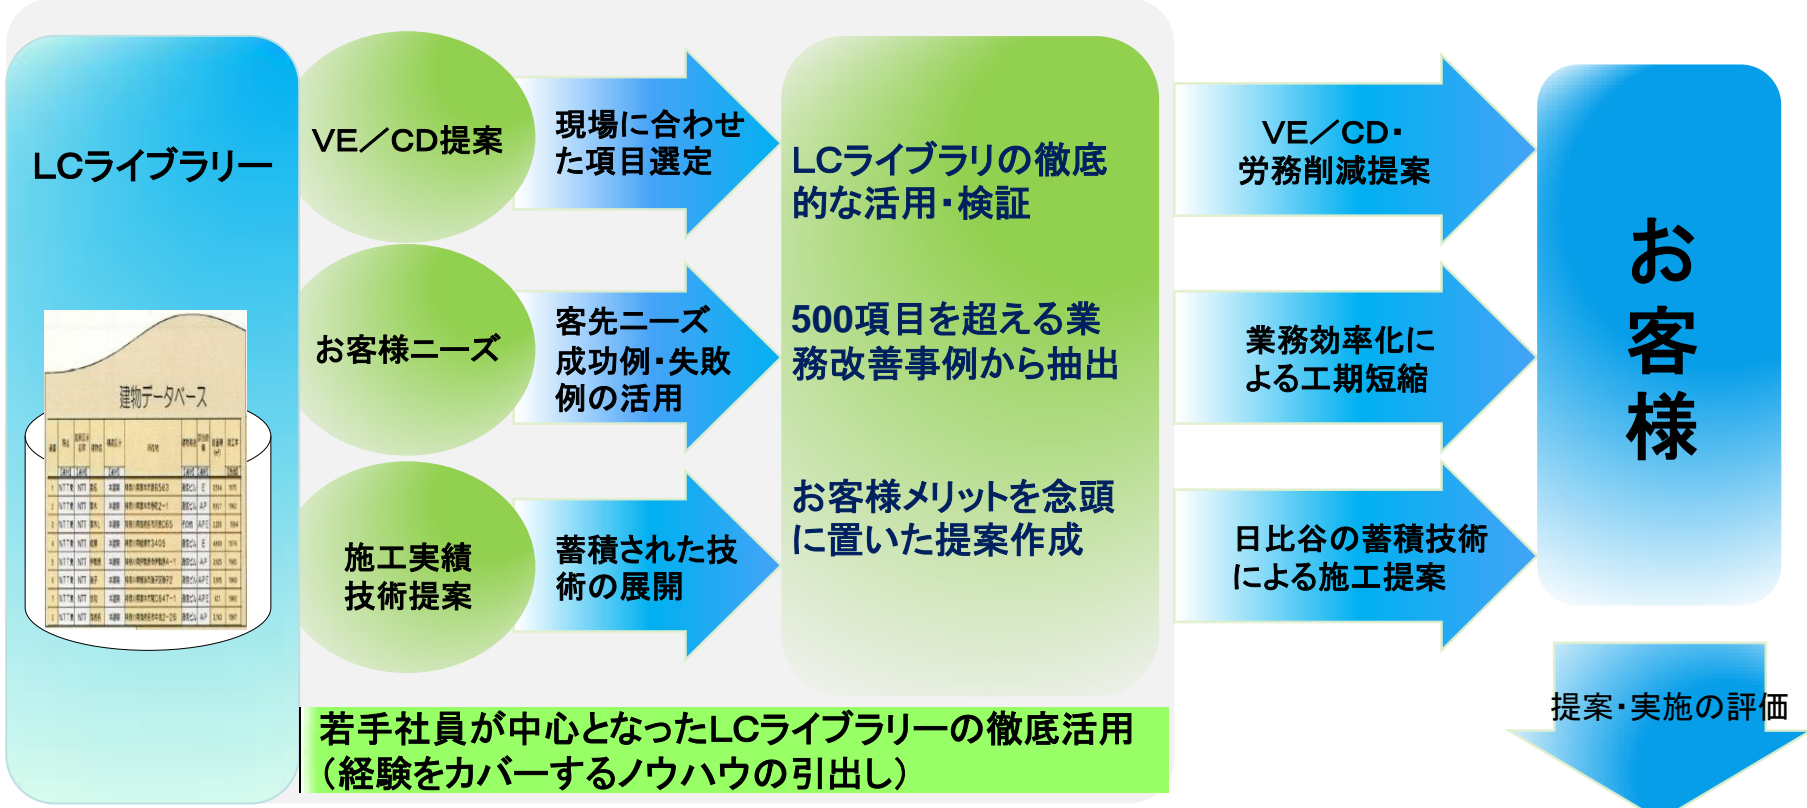 LCライブラリー
建物データベース
VE／CD提案
お客様ニーズ
施工実績
技術提案
現場に合わせ
た項目選定
客先ニーズ
成功例・失敗
例の活用
蓄積された技
術の展開
LCライブラリの徹底
的な活用・検証
500項目を超える業
務改善事例から抽出
お客様メリットを念頭
に置いた提案作成
VE／CD・
労務削減提案
業務効率化に
よる工期短縮
日比谷の蓄積技術
による施工提案
お客様
提案・実施の評価
若手社員が中心となったLCライブラリーの徹底活用
（経験をカバーするノウハウの引出し）